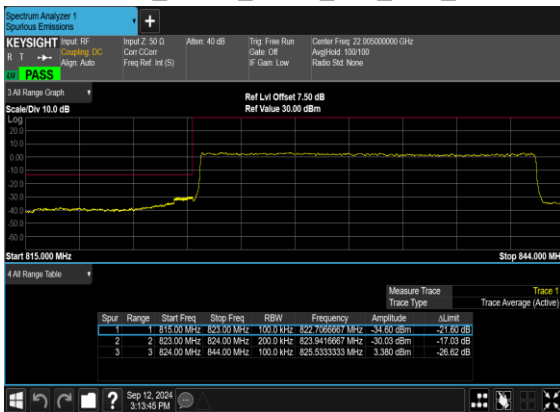 Spectrum Analyzer 1
Spurious Emissions
KEYSIGHT Input: RF Input Z: 50 Ω Atten: 40 dB Trig: Free Run Center Freq: 22.005000000 GHz
R T Coupling: DC Corr CCorr Gate: Off Avg|Hold: 100/100
Align: Auto Freq Ref: Int (S) IF Gain: Low Radio Std: None
PASS
3 All Range Graph
Ref Lvl Offset 7.50 dB
Scale/Div 10.0 dB Ref Value 30.00 dBm
Log
20.0
10.0
0.00
-10.0
-20.0
-30.0
-40.0
-50.0
-60.0
Start 815.000 MHz Stop 844.000 MH
4 All Range Table
Measure Trace Trace 1
Trace Type Trace Average (Active)
Spur Range Start Freq Stop Freq RBW Frequency Amplitude ΔLimit
1 1 815.00 MHz 823.00 MHz 100.0 kHz 822.7066667 MHz -34.60 dBm -21.60 dB
2 2 823.00 MHz 824.00 MHz 200.0 kHz 823.9416667 MHz -30.03 dBm -17.03 dB
3 3 824.00 MHz 844.00 MHz 100.0 kHz 825.5333333 MHz 3.380 dBm -26.62 dB
Sep 12, 2024
3:13:45 PM